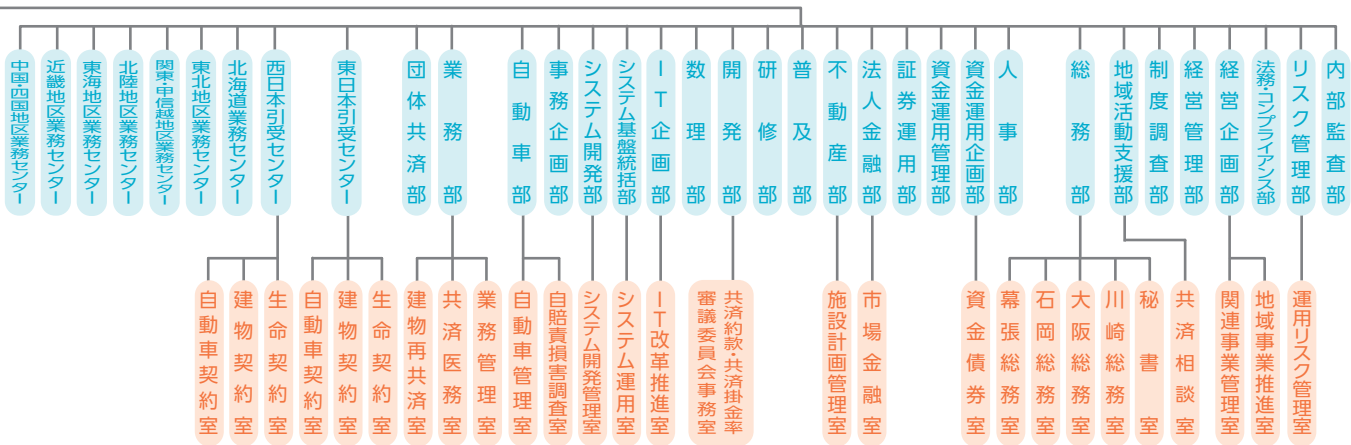 内部監査部
リスク管理部
法務・コンプライアンス部
経営企画部
経営管理部
制度調査部
地域活動支援部
総務部
人事部
資金運用企画部
資金運用管理部
証券運用部
法人金融部
不動産部
普及部
研修部
開発部
数理部
IT企画部
システム基盤統括部
システム開発部
事務企画部
自動車部
業務部
団体共済部
東日本引受センター
西日本引受センター
北海道業務センター
東北地区業務センター
関東・甲信越地区業務センター
北陸地区業務センター
東海地区業務センター
近畿地区業務センター
中国・四国地区業務センター
運用リスク管理室
地域事業推進室
関連事業管理室
共済相談室
秘書室
川崎総務室
大阪総務室
石岡総務室
幕張総務室
資金債券室
市場金融室
施設計画管理室
共済約款・共済掛金率
審議委員会事務室
IT改革推進室
システム運用室
システム開発管理室
自賠責損害調査室
自動車管理室
業務管理室
共済医務室
建物再共済室
生命契約室
建物契約室
自動車契約室
生命契約室
建物契約室
自動車契約室